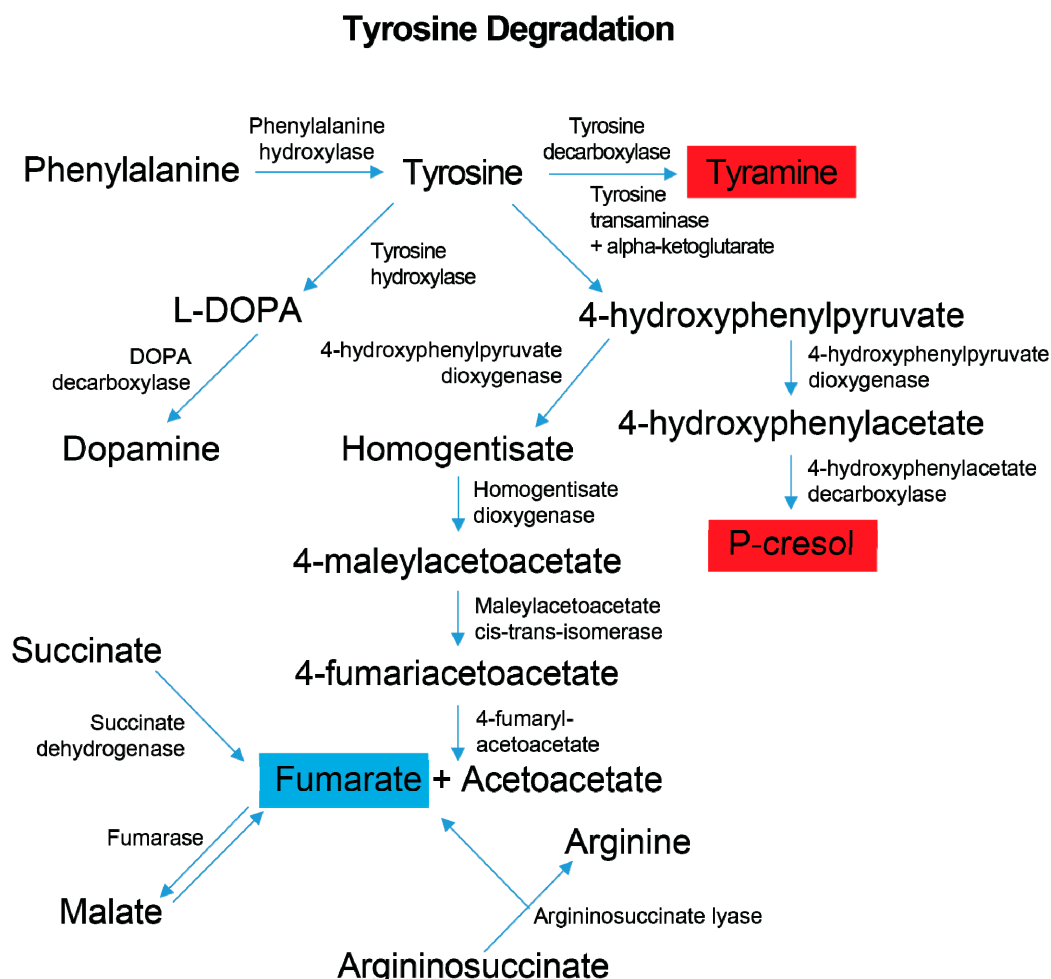 Tyrosine Degradation
Phenylalanine
Phenylalanine
hydroxylase
Tyrosine
Tyrosine
decarboxylase
Tyramine
Tyrosine
transaminase
+ alpha-ketoglutarate
Tyrosine
hydroxylase
L-DOPA
4-hydroxyphenylpyruvate
DOPA
decarboxylase
4-hydroxyphenylpyruvate
dioxygenase
4-hydroxyphenylpyruvate
dioxygenase
Dopamine
Homogentisate
4-hydroxyphenylacetate
Homogentisate
dioxygenase
4-hydroxyphenylacetate
decarboxylase
4-maleylacetoacetate
P-cresol
Maleylacetoacetate
cis-trans-isomerase
Succinate
4-fumariacetoacetate
Succinate
dehydrogenase
4-fumaryl-
acetoacetate
Fumarate + Acetoacetate
Fumarase
Arginine
Malate
Argininosuccinate lyase
Argininosuccinate